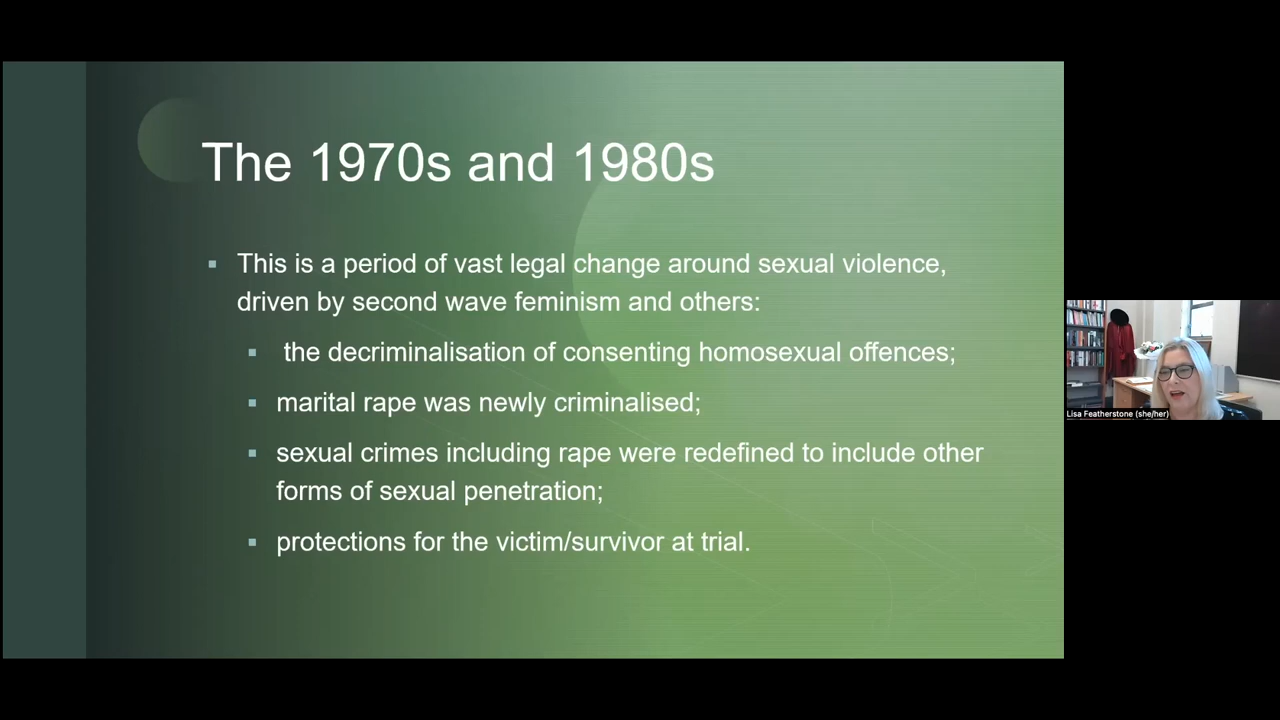 The 1970s and 1980s
▪ This is a period of vast legal change around sexual violence,
driven by second wave feminism and others:
▪ the decriminalisation of consenting homosexual offences;
▪ marital rape was newly criminalised;
▪ sexual crimes including rape were redefined to include other
forms of sexual penetration;
▪ protections for the victim/survivor at trial.
Lisa Featherstone (she/her)